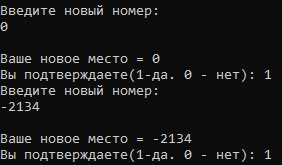 Введите новый номер:
0
Ваше новое место = 0
Вы подтверждаете(1-да. 0 - нет): 1
Введите новый номер:
-2134
Ваше новое место = -2134
Вы подтверждаете(1-да. 0 - нет): 1